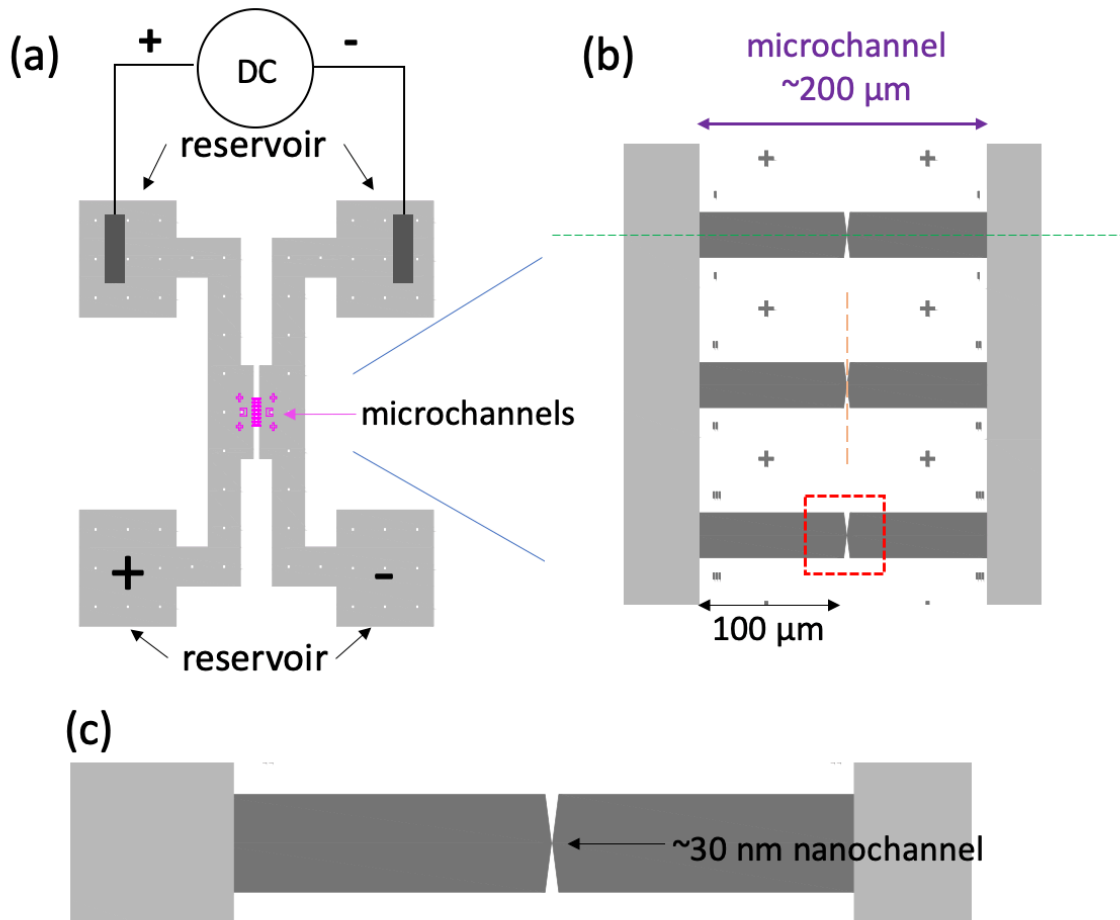 (a)
+
-
DC
reservoir
microchannels
+
-
reservoir
(b)
microchannel
~200 µm
100 µm
(c)
~30 nm nanochannel